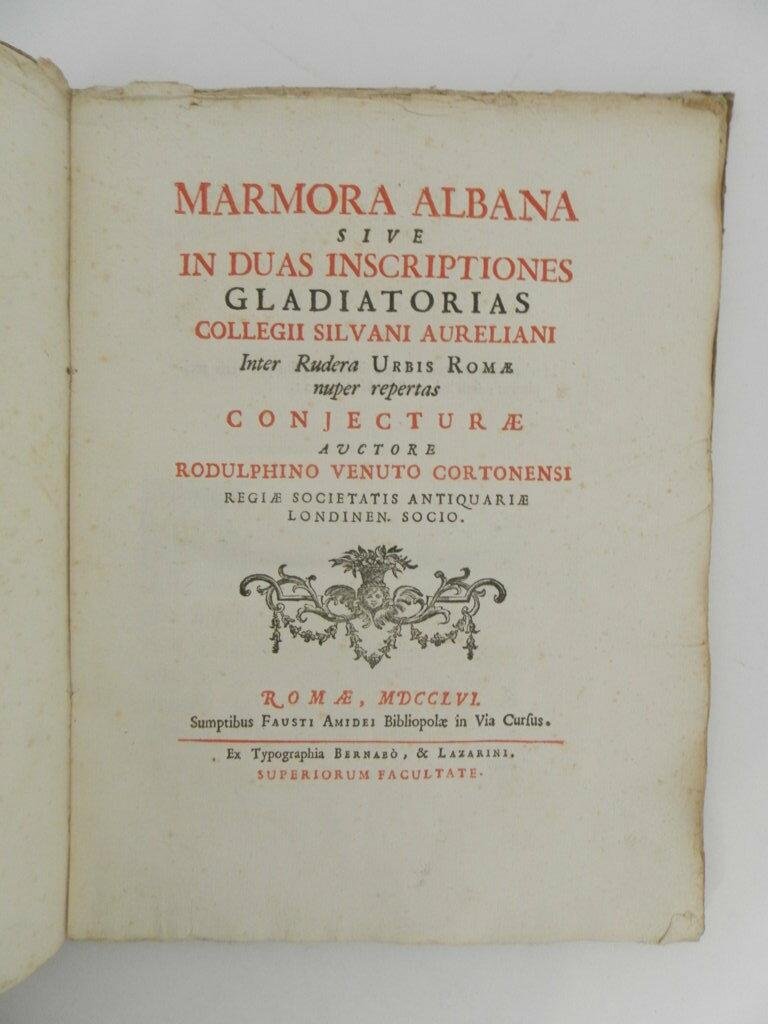 MARMORA ALBANA
SIVE
IN DUAS INSCRIPTIONES
GLADIATORIAS
COLLEGII SILVANI AURELIANI
Inter Rudera URBIS ROMÆ
nuper repertas
CONJECTURÆ
AVCTORE
RODULPHINO VENUTO CORTONENSI
REGIÆ SOCIETATIS ANTIQUARIÆ
LONDINEN. SOCIO.
ROMÆ, MDCCLVI.
Sumptibus FAUSTI AMIDEI Bibliopolæ in Via Curſus.
Ex Typographia BERNABÒ, & LAZARINI.
SUPERIORUM FACULTATE.